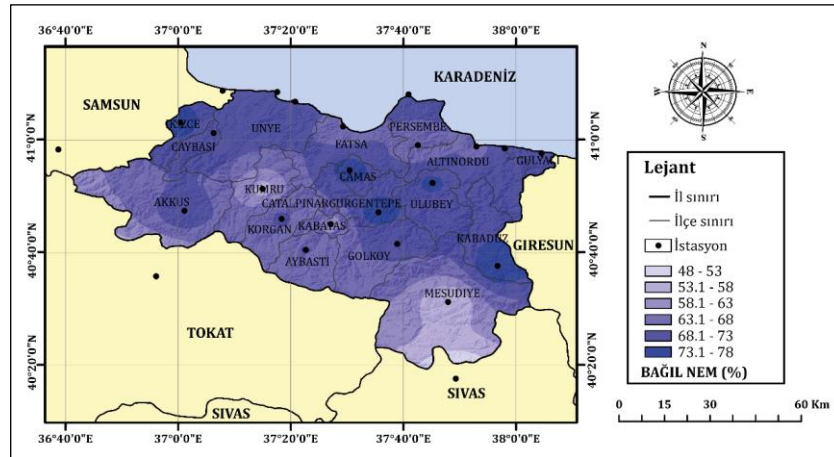 36°40'0"E 37°0'0"E 37°20'0"E 37°40'0"E 38°0'0"E
KARADENİZ
SAMSUN
41°0'0"N
41°0'0"N
40°40'0"N
40°40'0"N
40°20'0"N
40°20'0"N
UNYE
FATSA
PERSEMBE
CAYBASI
ALTINORDU
GULYALI
CAMAS
KUMRU
AKKUS
CATALPINAR
GURGENTEPE
ULUBEY
KORGAN
KABATAS
KABADUZ
GIRESUN
AYBASTI
GOLKOY
MESUDIYE
TOKAT
SIVAS
SIVAS
36°40'0"E 37°0'0"E 37°20'0"E 37°40'0"E 38°0'0"E
N
W E
S
Lejant
İl sınırı
İlçe sınırı
İstasyon
48 - 53
53.1 - 58
58.1 - 63
63.1 - 68
68.1 - 73
73.1 - 78
BAĞIL NEM (%)
0 15 30 45 60 Km